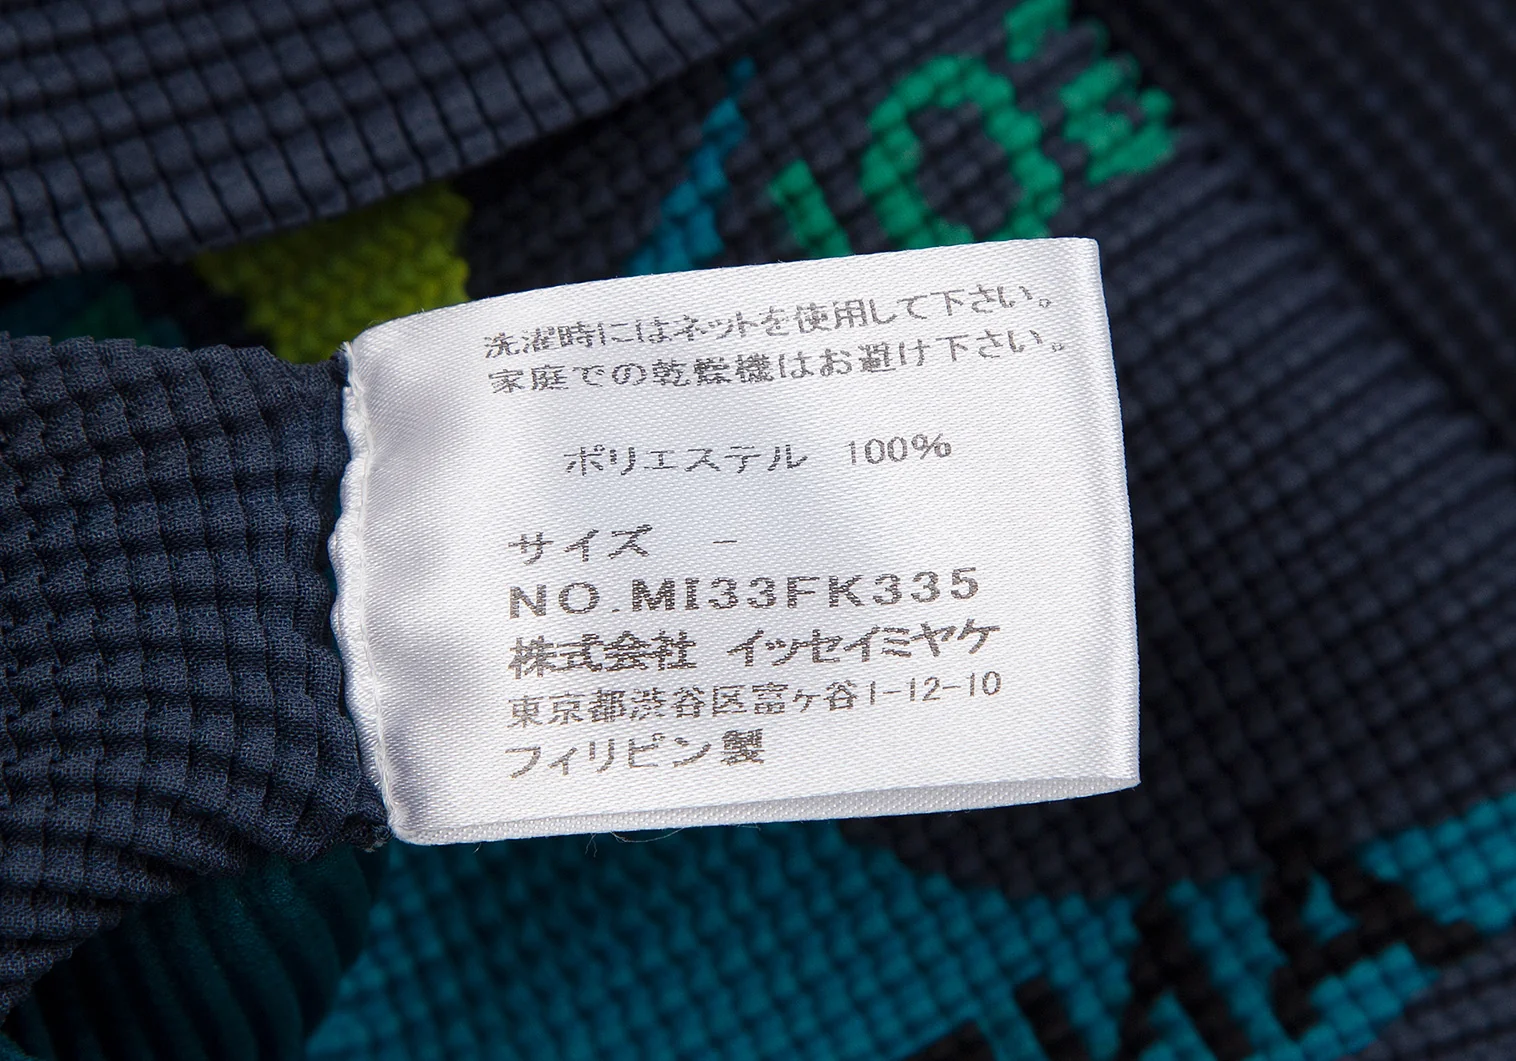 洗濯時にはネットを使用して下さい。
家庭での乾燥機はお避け下さい。
ポリエステル 100%
サイズ -
NO.MI33FK335
株式会社 イッセイミヤケ
東京都渋谷区富ヶ谷1-12-10
フィリピン製